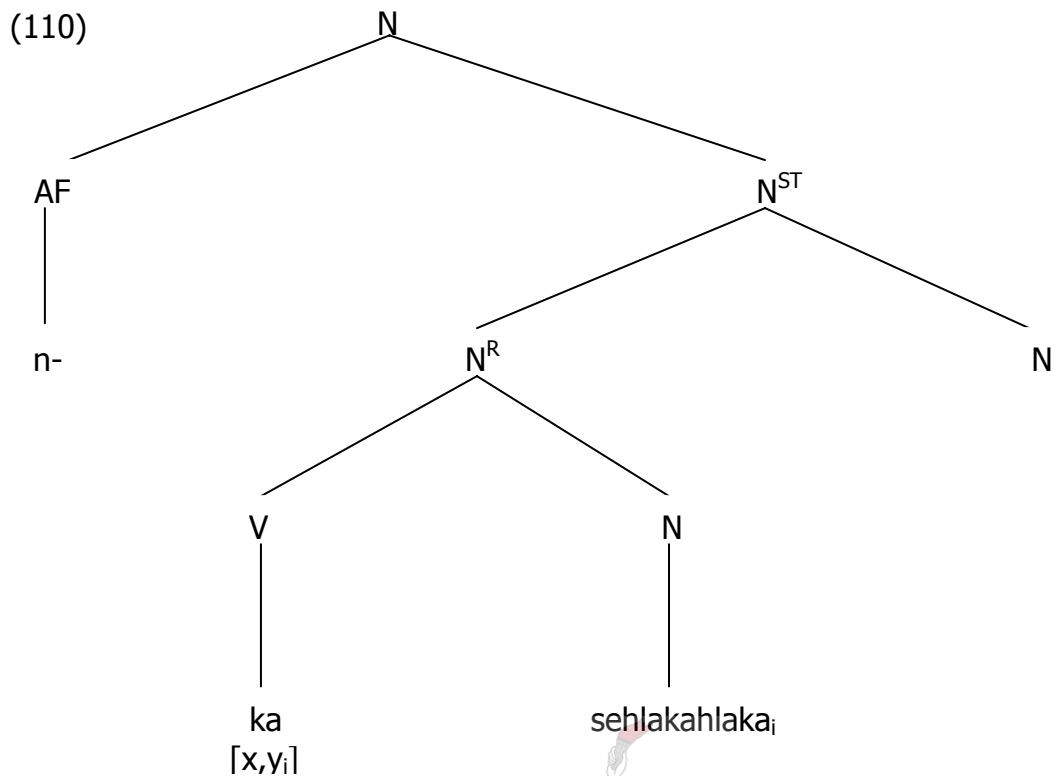 (110) N
AF N^ST
n- N^R N
V N
ka sehlakahlaka_i
[x,y_i]